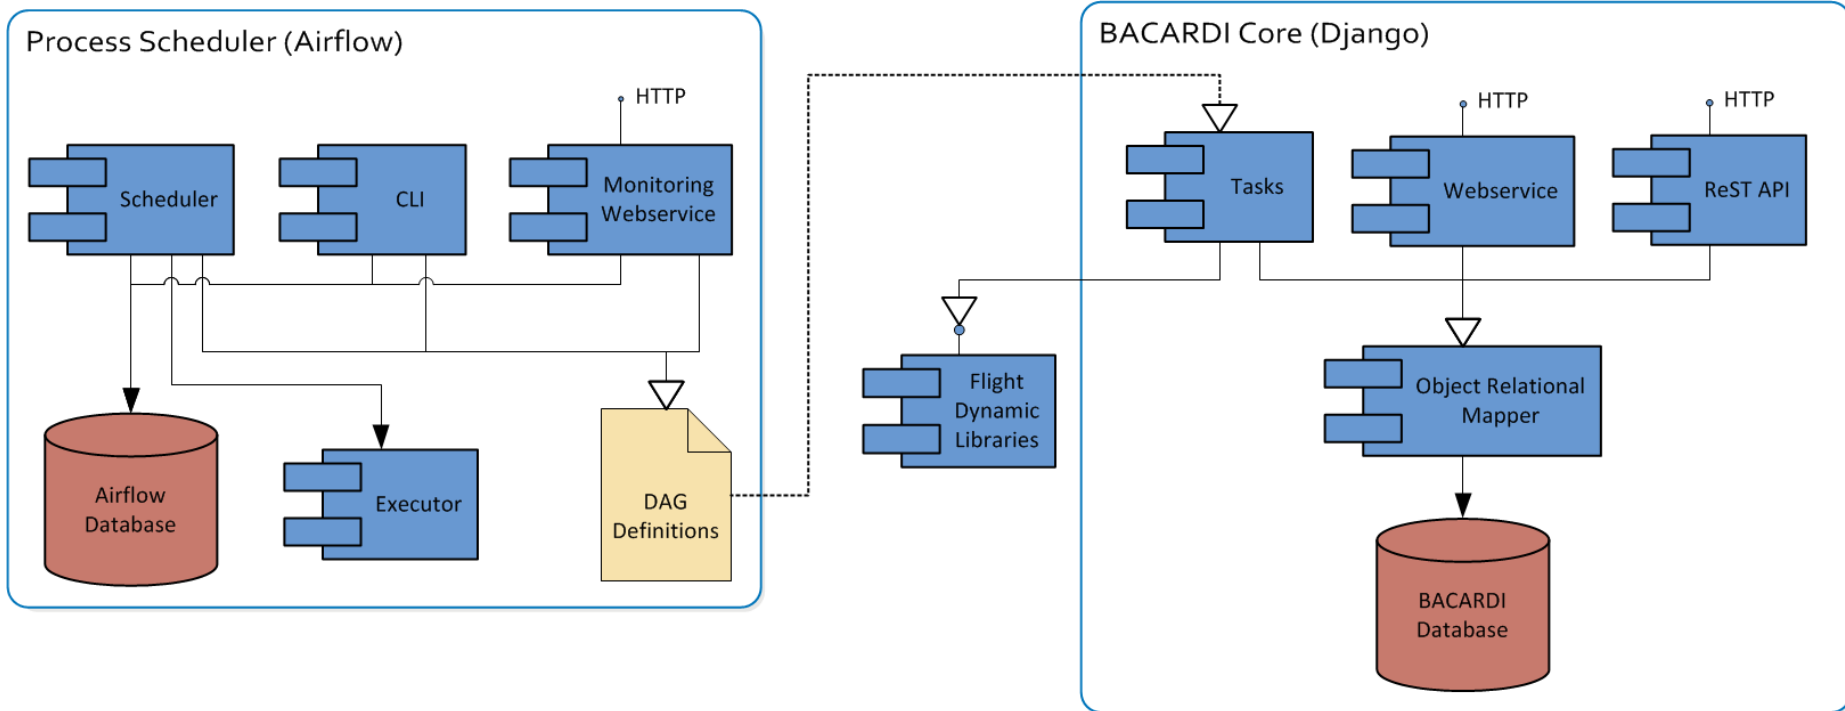 Process Scheduler (Airflow)
HTTP
Scheduler
CLI
Monitoring
Webservice
Airflow
Database
Executor
DAG
Definitions
Flight
Dynamic
Libraries
BACARDI Core (Django)
HTTP
HTTP
Tasks
Webservice
ReST API
Object Relational
Mapper
BACARDI
Database